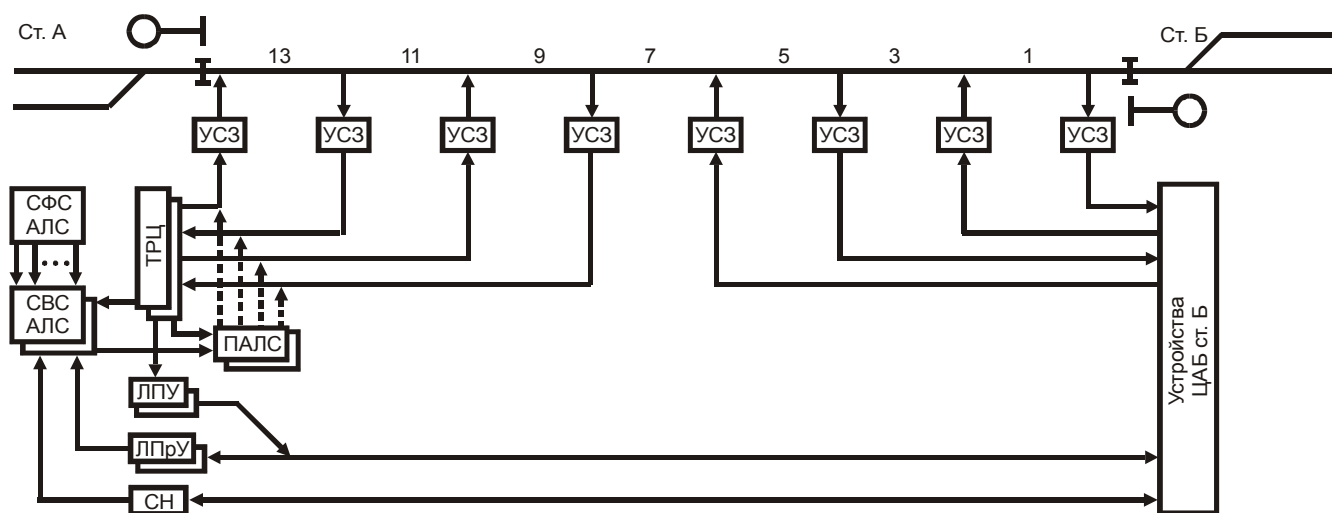 Ст. А
13 11 9 7 5 3 1
Ст. Б
УСЗ УСЗ УСЗ УСЗ УСЗ УСЗ УСЗ УСЗ
СФС
АЛС
ТРЦ
СВС
АЛС
ПАЛС
ЛПУ
ЛПрУ
СН
Устройства
ЦАБ ст. Б